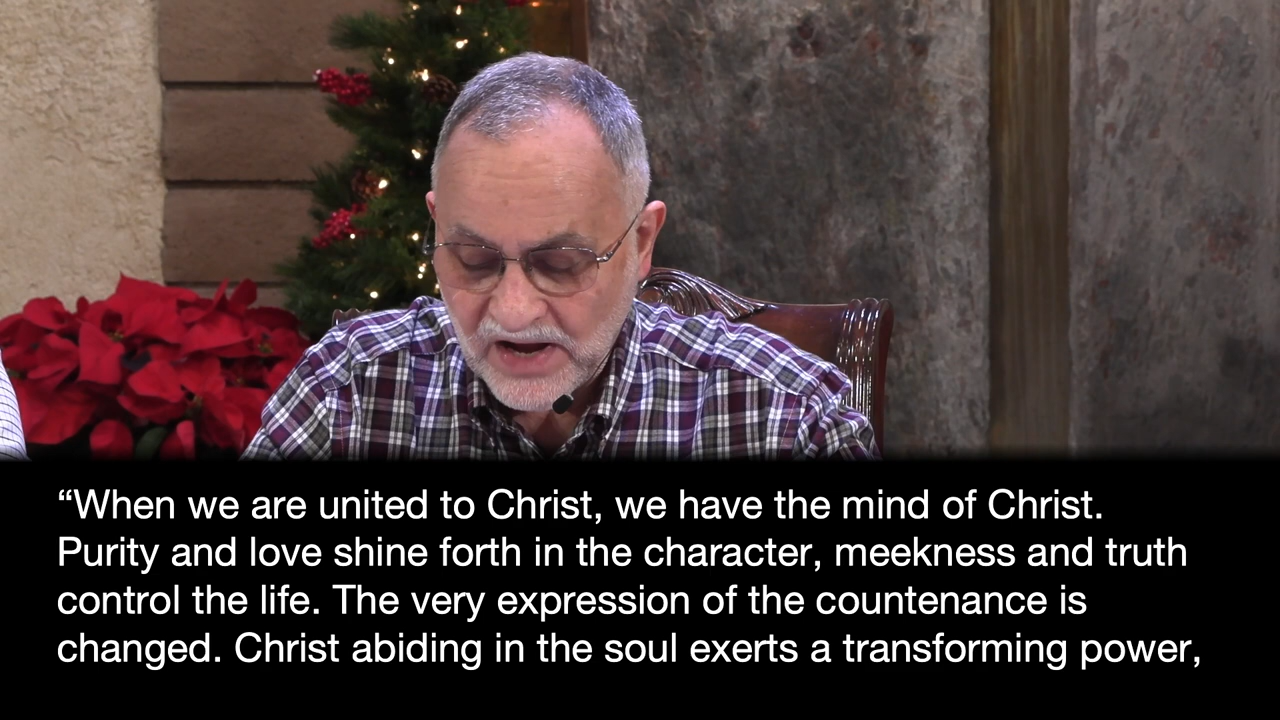 “When we are united to Christ, we have the mind of Christ.
Purity and love shine forth in the character, meekness and truth
control the life. The very expression of the countenance is
changed. Christ abiding in the soul exerts a transforming power,